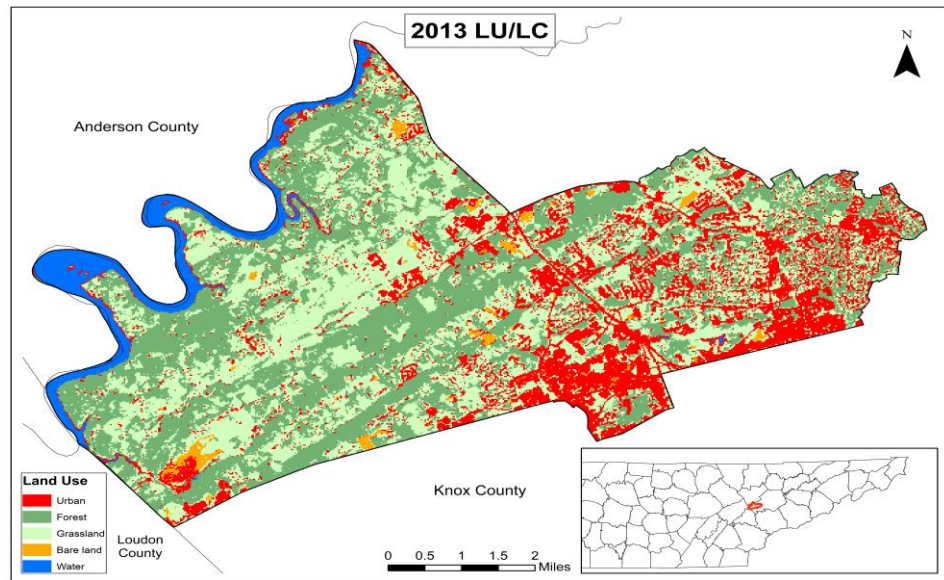 2013 LU/LC
N
Anderson County
Knox County
Loudon
County
Land Use
Urban
Forest
Grassland
Bare land
Water
0 0.5 1 1.5 2
Miles